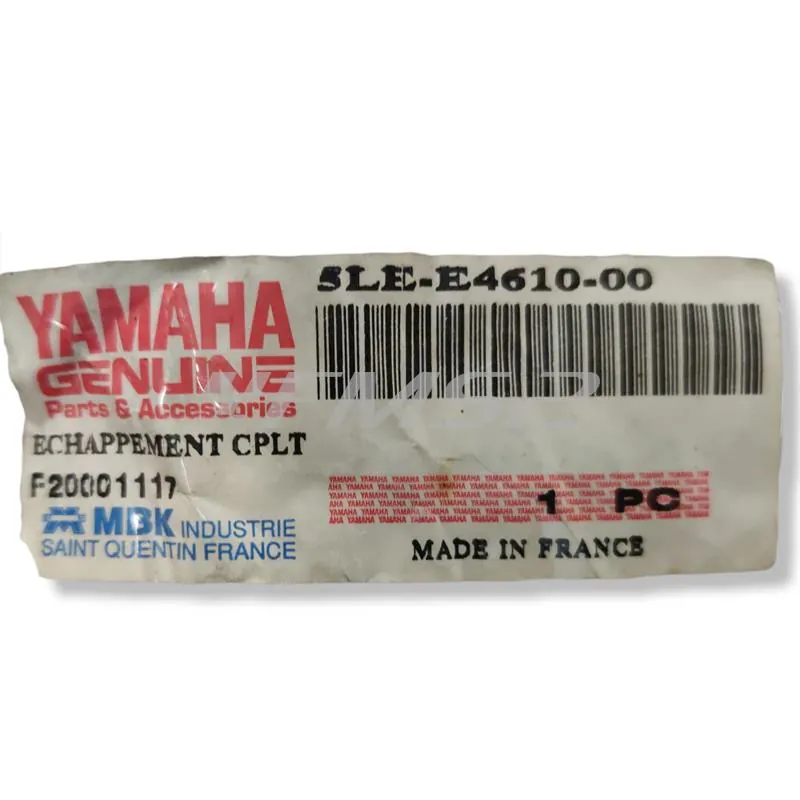 5LE-E4610-00
YAMAHA
GENUINE
Parts & Accessories
ECHAPPEMENT CPLT
F20001117
1 PC
MBK INDUSTRIE
SAINT QUENTIN FRANCE
MADE IN FRANCE